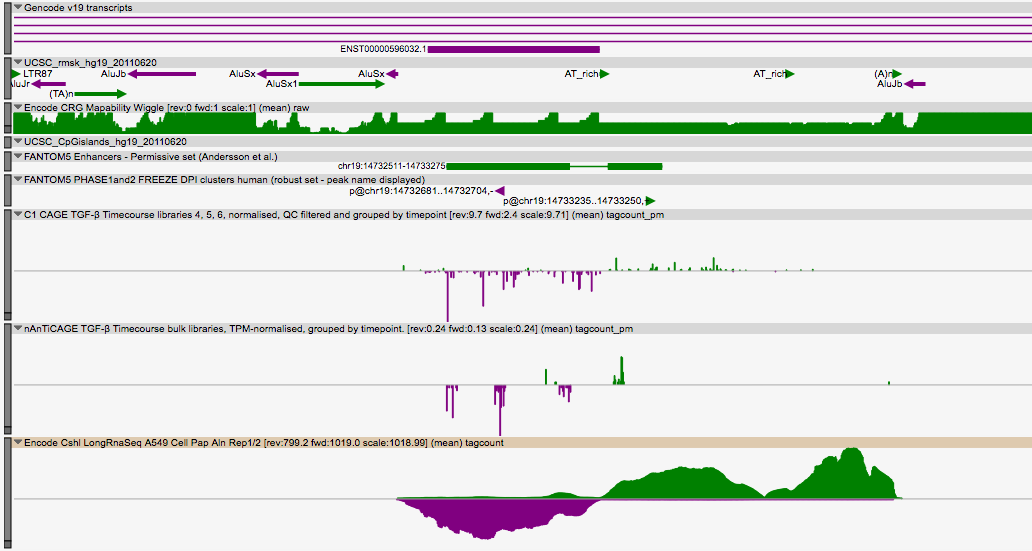 Gencode v19 transcripts
ENST00000596032.1
UCSC_rmsk_hg19_20110620
LTR87 AluJb AluSx AluSx AT_rich AT_rich (A)n
AluJr AluSx1 AluJb
(TA)n
Encode CRG Mapability Wiggle [rev:0 fwd:1 scale:1] (mean) raw
UCSC_CpGislands_hg19_20110620
FANTOM5 Enhancers - Permissive set (Andersson et al.)
chr19:14732511-14733275
FANTOM5 PHASE1and2 FREEZE DPI clusters human (robust set - peak name displayed)
p@chr19:14732681..14732704,-
p@chr19:14733235..14733250,+
C1 CAGE TGF-β Timecourse libraries 4, 5, 6, normalised, QC filtered and grouped by timepoint [rev:9.7 fwd:2.4 scale:9.71] (mean) tagcount_pm
nAnTiCAGE TGF-β Timecourse bulk libraries, TPM-normalised, grouped by timepoint. [rev:0.24 fwd:0.13 scale:0.24] (mean) tagcount_pm
Encode Cshl LongRnaSeq A549 Cell Pap Aln Rep1/2 [rev:799.2 fwd:1019.0 scale:1018.99] (mean) tagcount